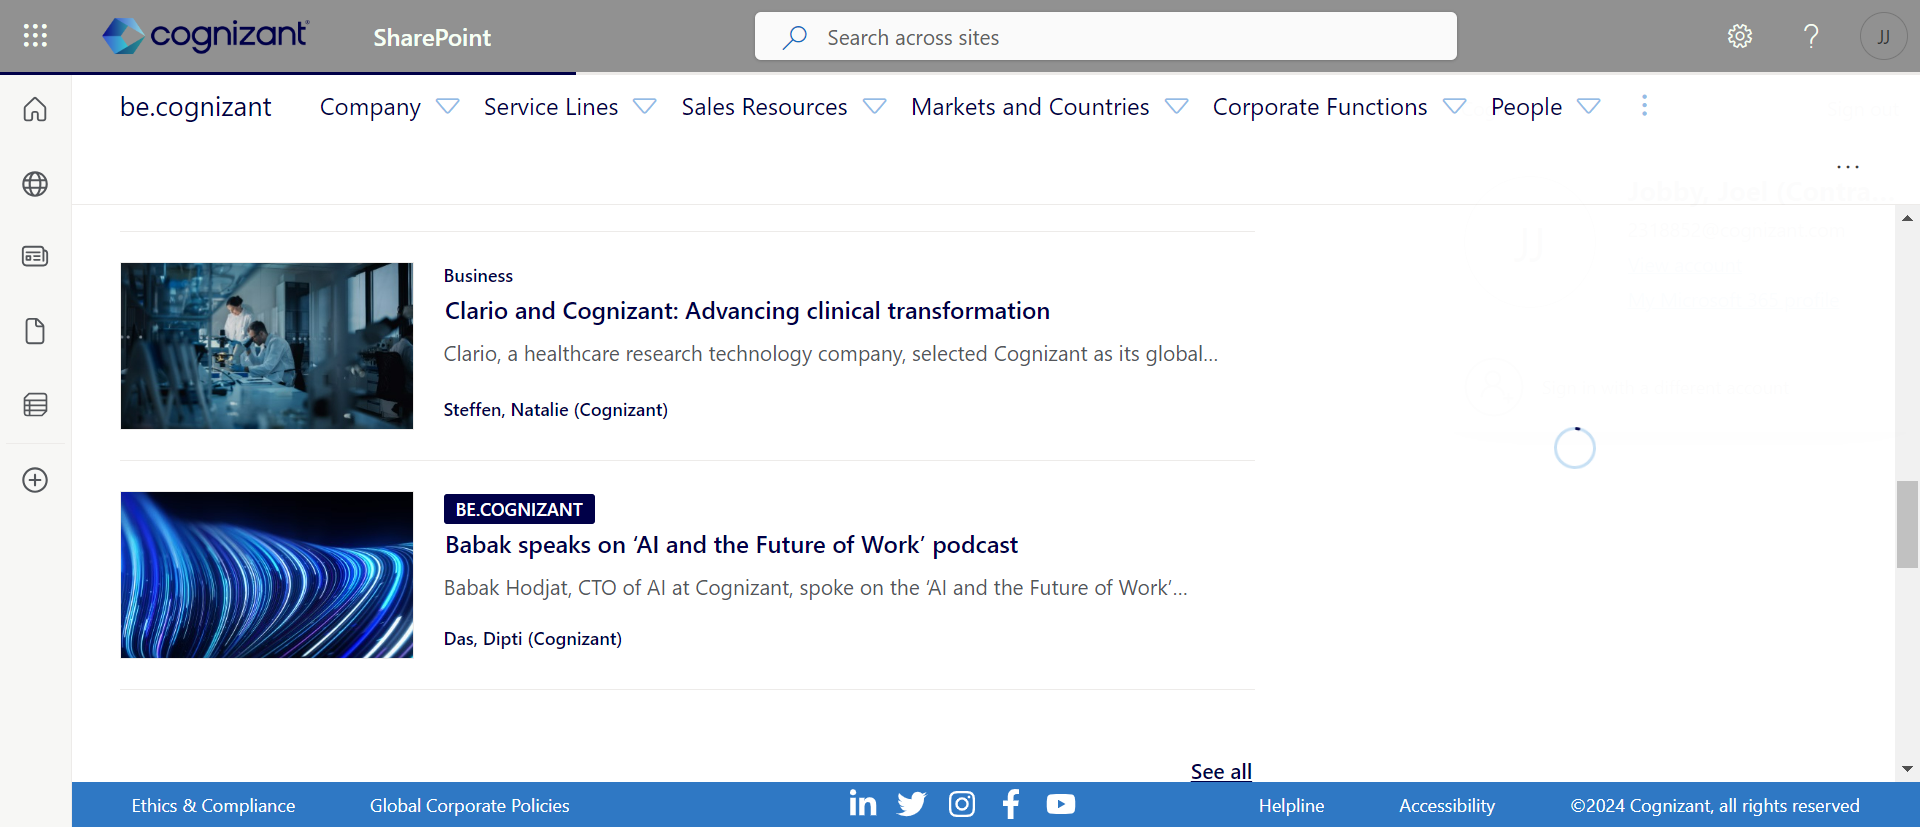 cognizant
SharePoint
Search across sites
JJ
be.cognizant
Company
Service Lines
Sales Resources
Markets and Countries
Corporate Functions
People
Jobby, Joel (Contra...
JJ
Business
Clario and Cognizant: Advancing clinical transformation
Clario, a healthcare research technology company, selected Cognizant as its global...
Steffen, Natalie (Cognizant)
BE.COGNIZANT
Babak speaks on ‘AI and the Future of Work’ podcast
Babak Hodjat, CTO of AI at Cognizant, spoke on the ‘AI and the Future of Work’...
Das, Dipti (Cognizant)
See all
Ethics & Compliance
Global Corporate Policies
Helpline
Accessibility
©2024 Cognizant, all rights reserved